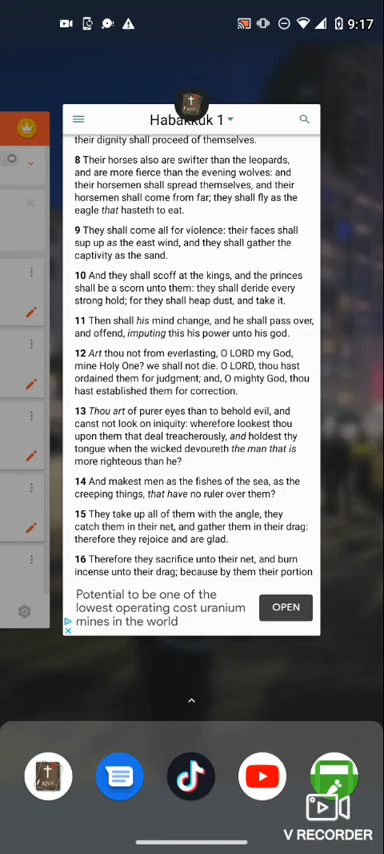 9:17
Habakkuk 1
their dignity shall proceed of themselves.
8 Their horses also are swifter than the leopards,
and are more fierce than the evening wolves: and
their horsemen shall spread themselves, and their
horsemen shall come from far; they shall fly as the
eagle that hasteth to eat.
9 They shall come all for violence: their faces shall
sup up as the east wind, and they shall gather the
captivity as the sand.
10 And they shall scoff at the kings, and the princes
shall be a scorn unto them: they shall deride every
strong hold; for they shall heap dust, and take it.
11 Then shall his mind change, and he shall pass over,
and offend, imputing this his power unto his god.
12 Art thou not from everlasting, O LORD my God,
mine Holy One? we shall not die. O LORD, thou hast
ordained them for judgment; and, O mighty God, thou
hast established them for correction.
13 Thou art of purer eyes than to behold evil, and
canst not look on iniquity: wherefore lookest thou
upon them that deal treacherously, and holdest thy
tongue when the wicked devoureth the man that is
more righteous than he?
14 And makest men as the fishes of the sea, as the
creeping things, that have no ruler over them?
15 They take up all of them with the angle, they
catch them in their net, and gather them in their drag:
therefore they rejoice and are glad.
16 Therefore they sacrifice unto their net, and burn
incense unto their drag; because by them their portion
Potential to be one of the
lowest operating cost uranium
mines in the world
OPEN
V RECORDER